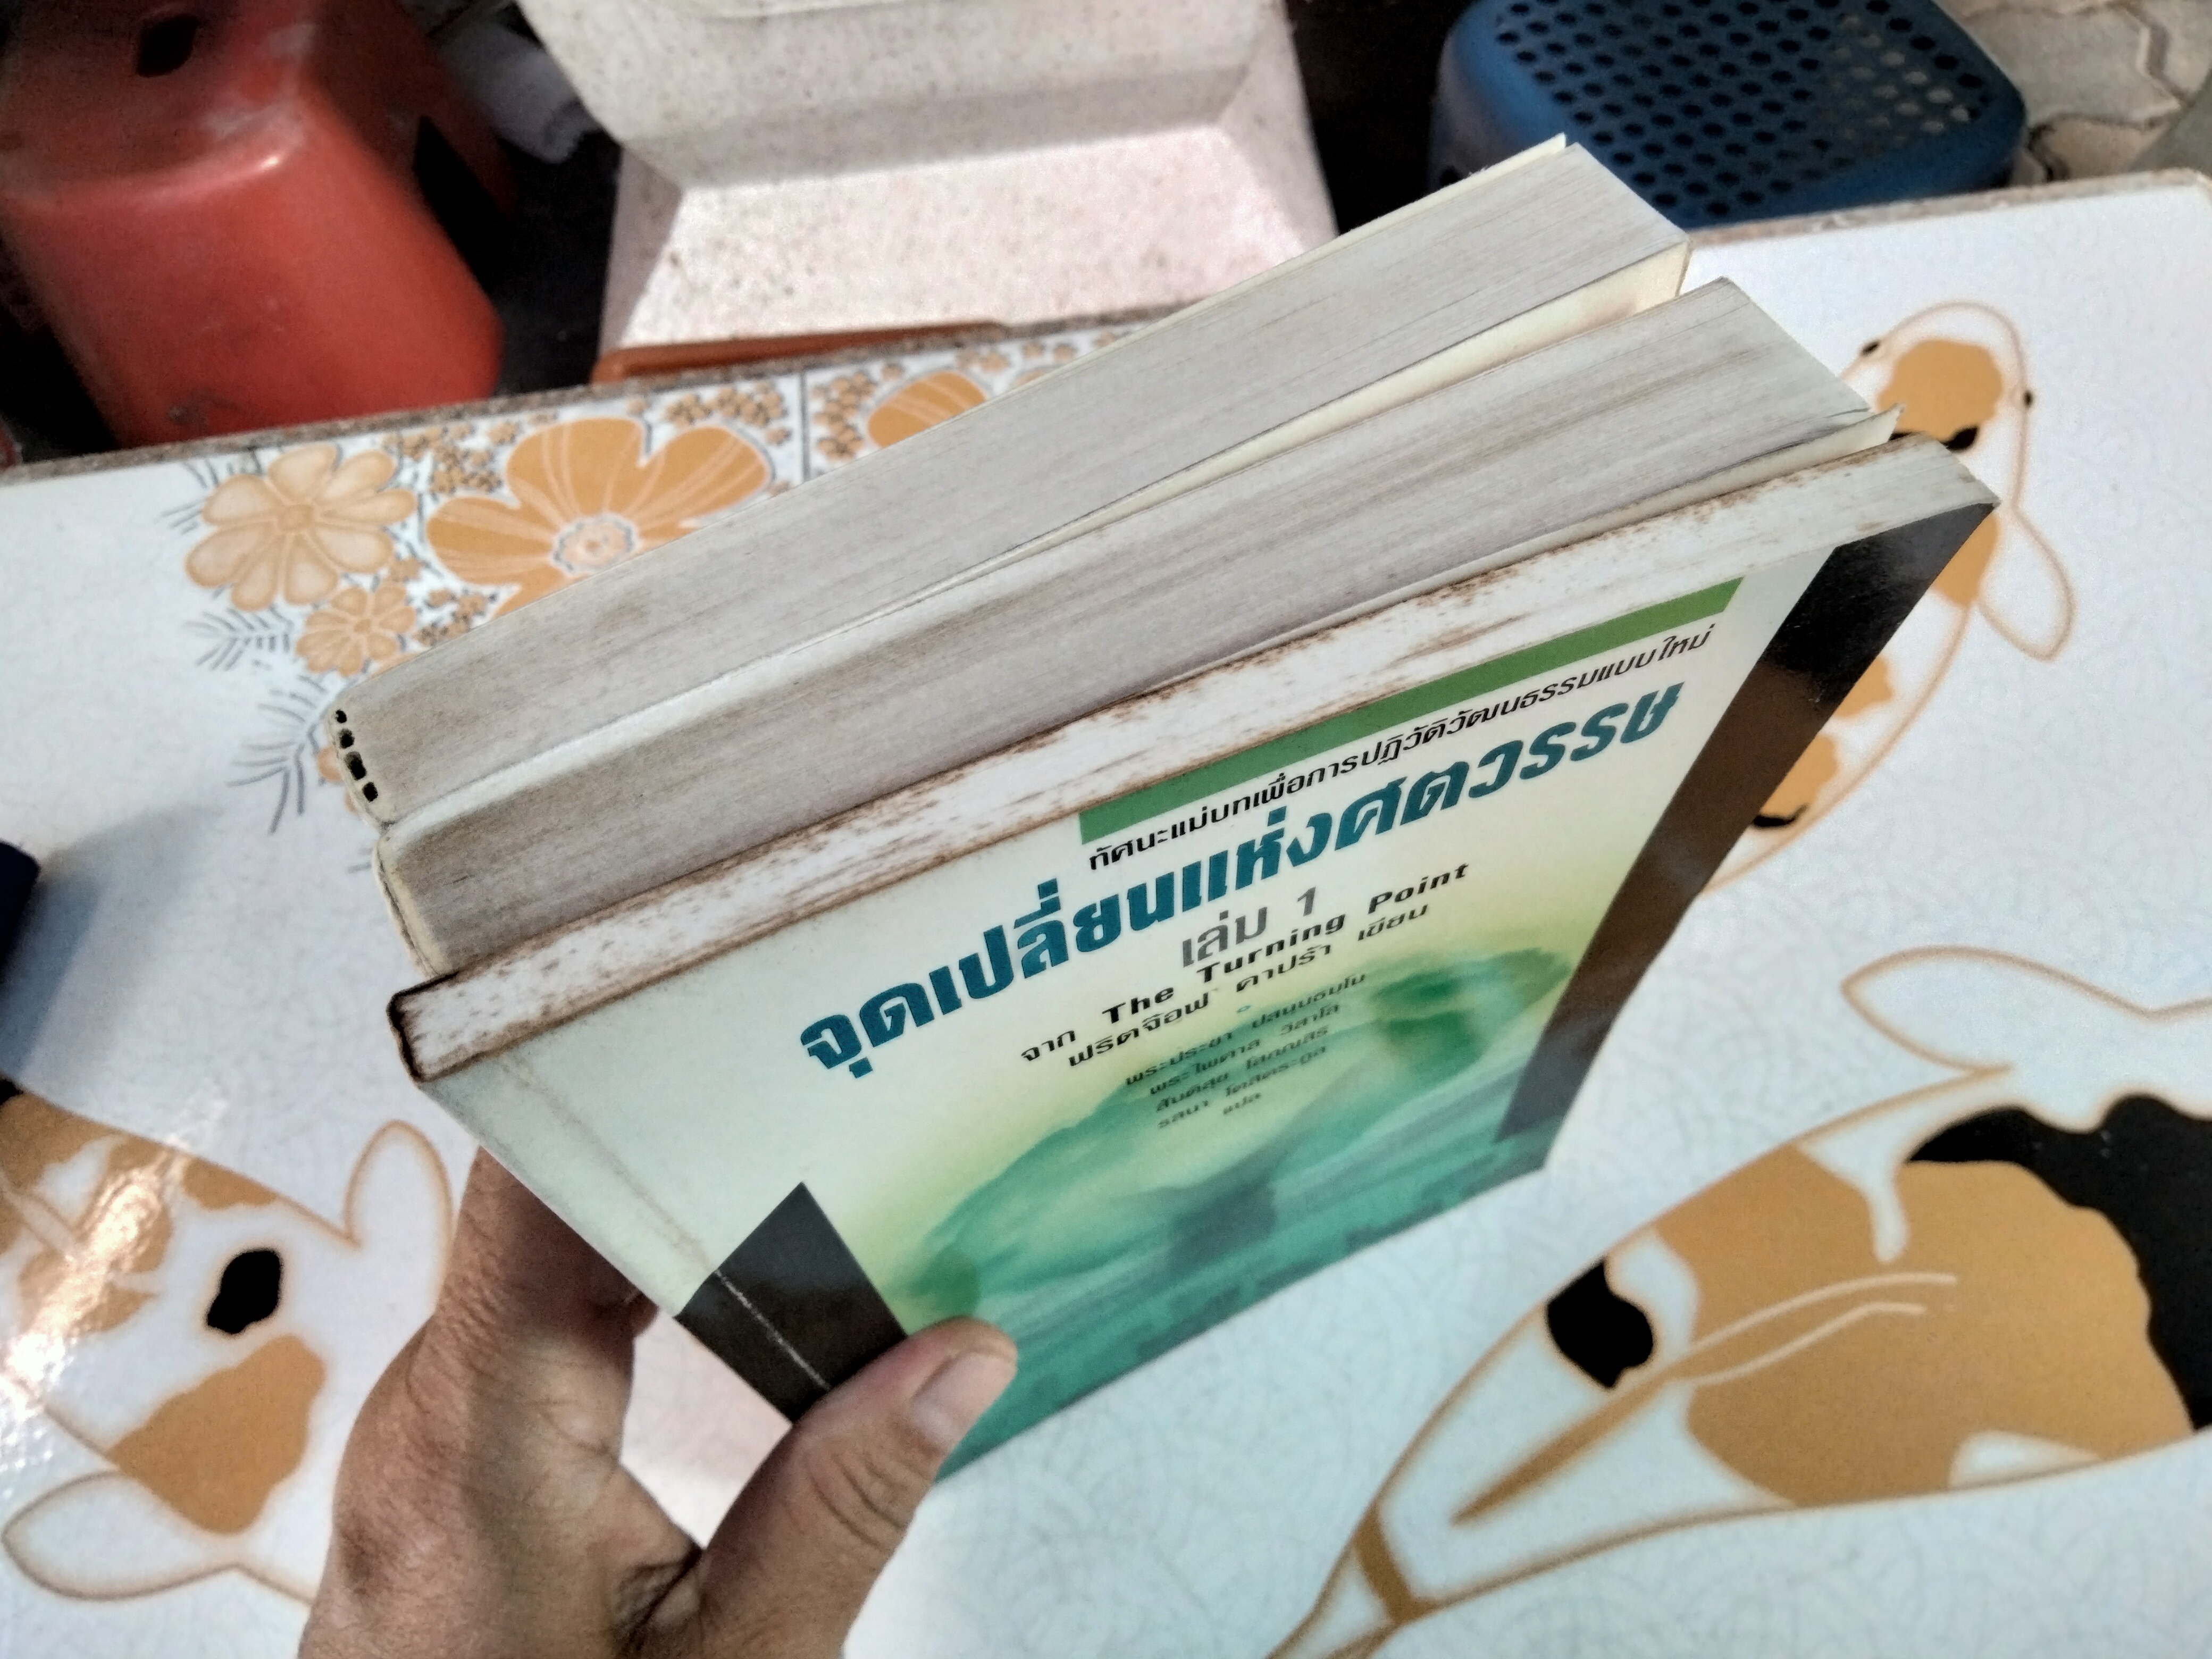 ทัศนะแม่บทเพื่อการปฏิวัติวัฒนธรรมแบบใหม่
จุดเปลี่ยนแห่งศตวรรษ
เล่ม 1
จาก The Turning Point
ฟริตจ๊อฟ คาปร้า เขียน
พระประชา ปสนฺนธมฺโม
พระไพศาล วิสาโล
สันติสุข โสภณสิริ
รสนา โตสิตระกูล
แปล